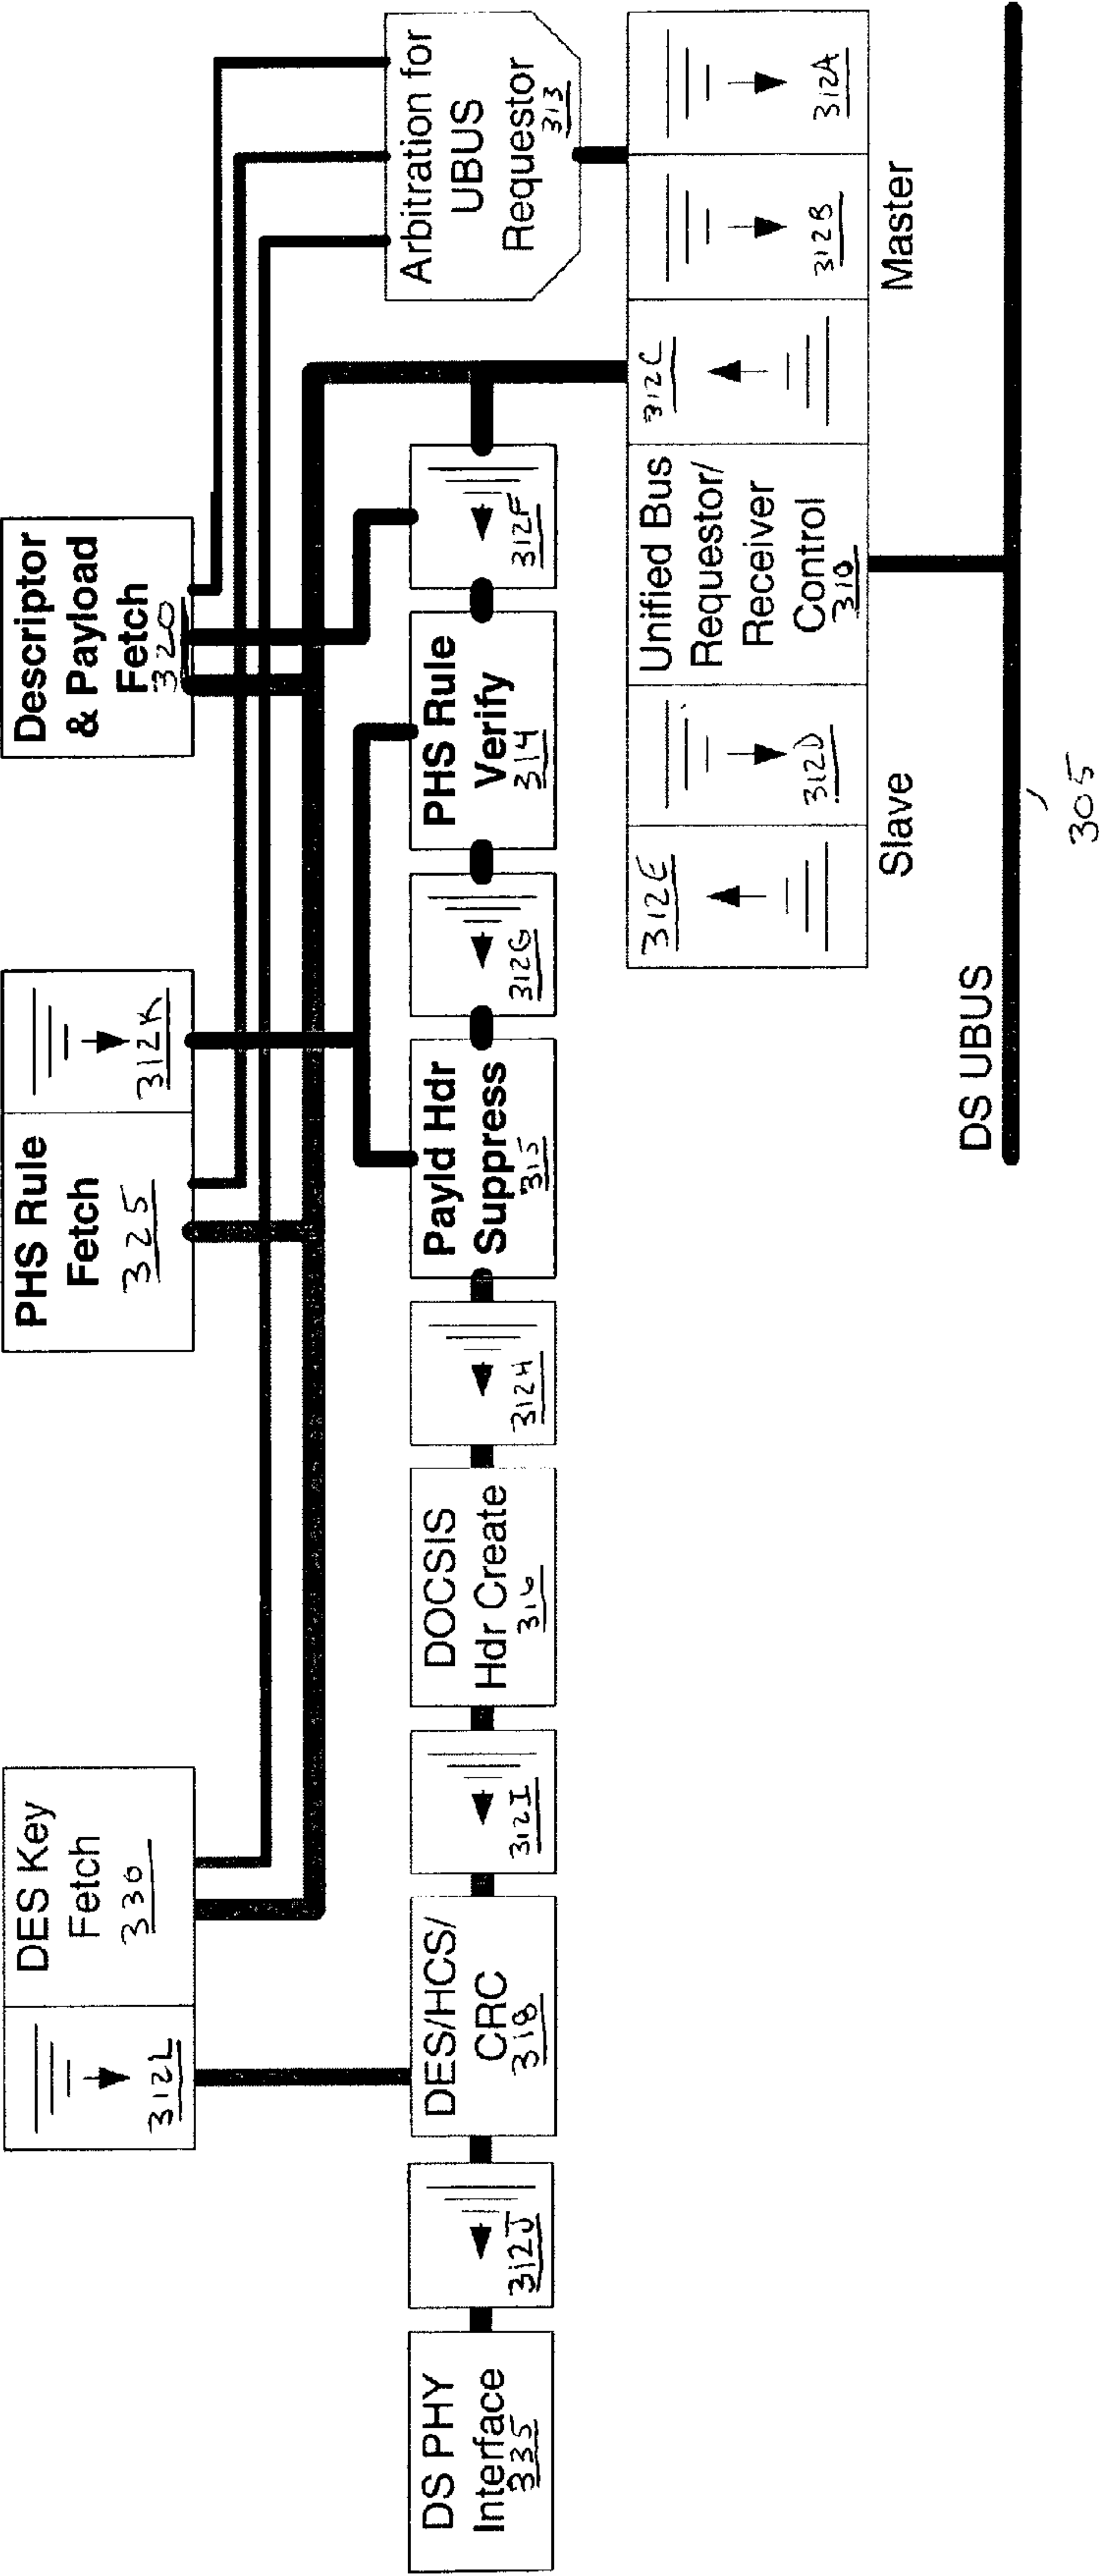 312L
DES Key
Fetch
330
PHS Rule
Fetch
325
312K
Descriptor
& Payload
Fetch
320
DS PHY
Interface
335
312J
DES/HCS/
CRC
318
312I
DOCSIS
Hdr Create
316
312H
Payld Hdr
Suppress
315
312G
PHS Rule
Verify
314
312F
Arbitration for
UBUS
Requestor
313
312E
312D
Unified Bus
Requestor/
Receiver
Control
310
312C
312B
312A
Slave
Master
DS UBUS
305